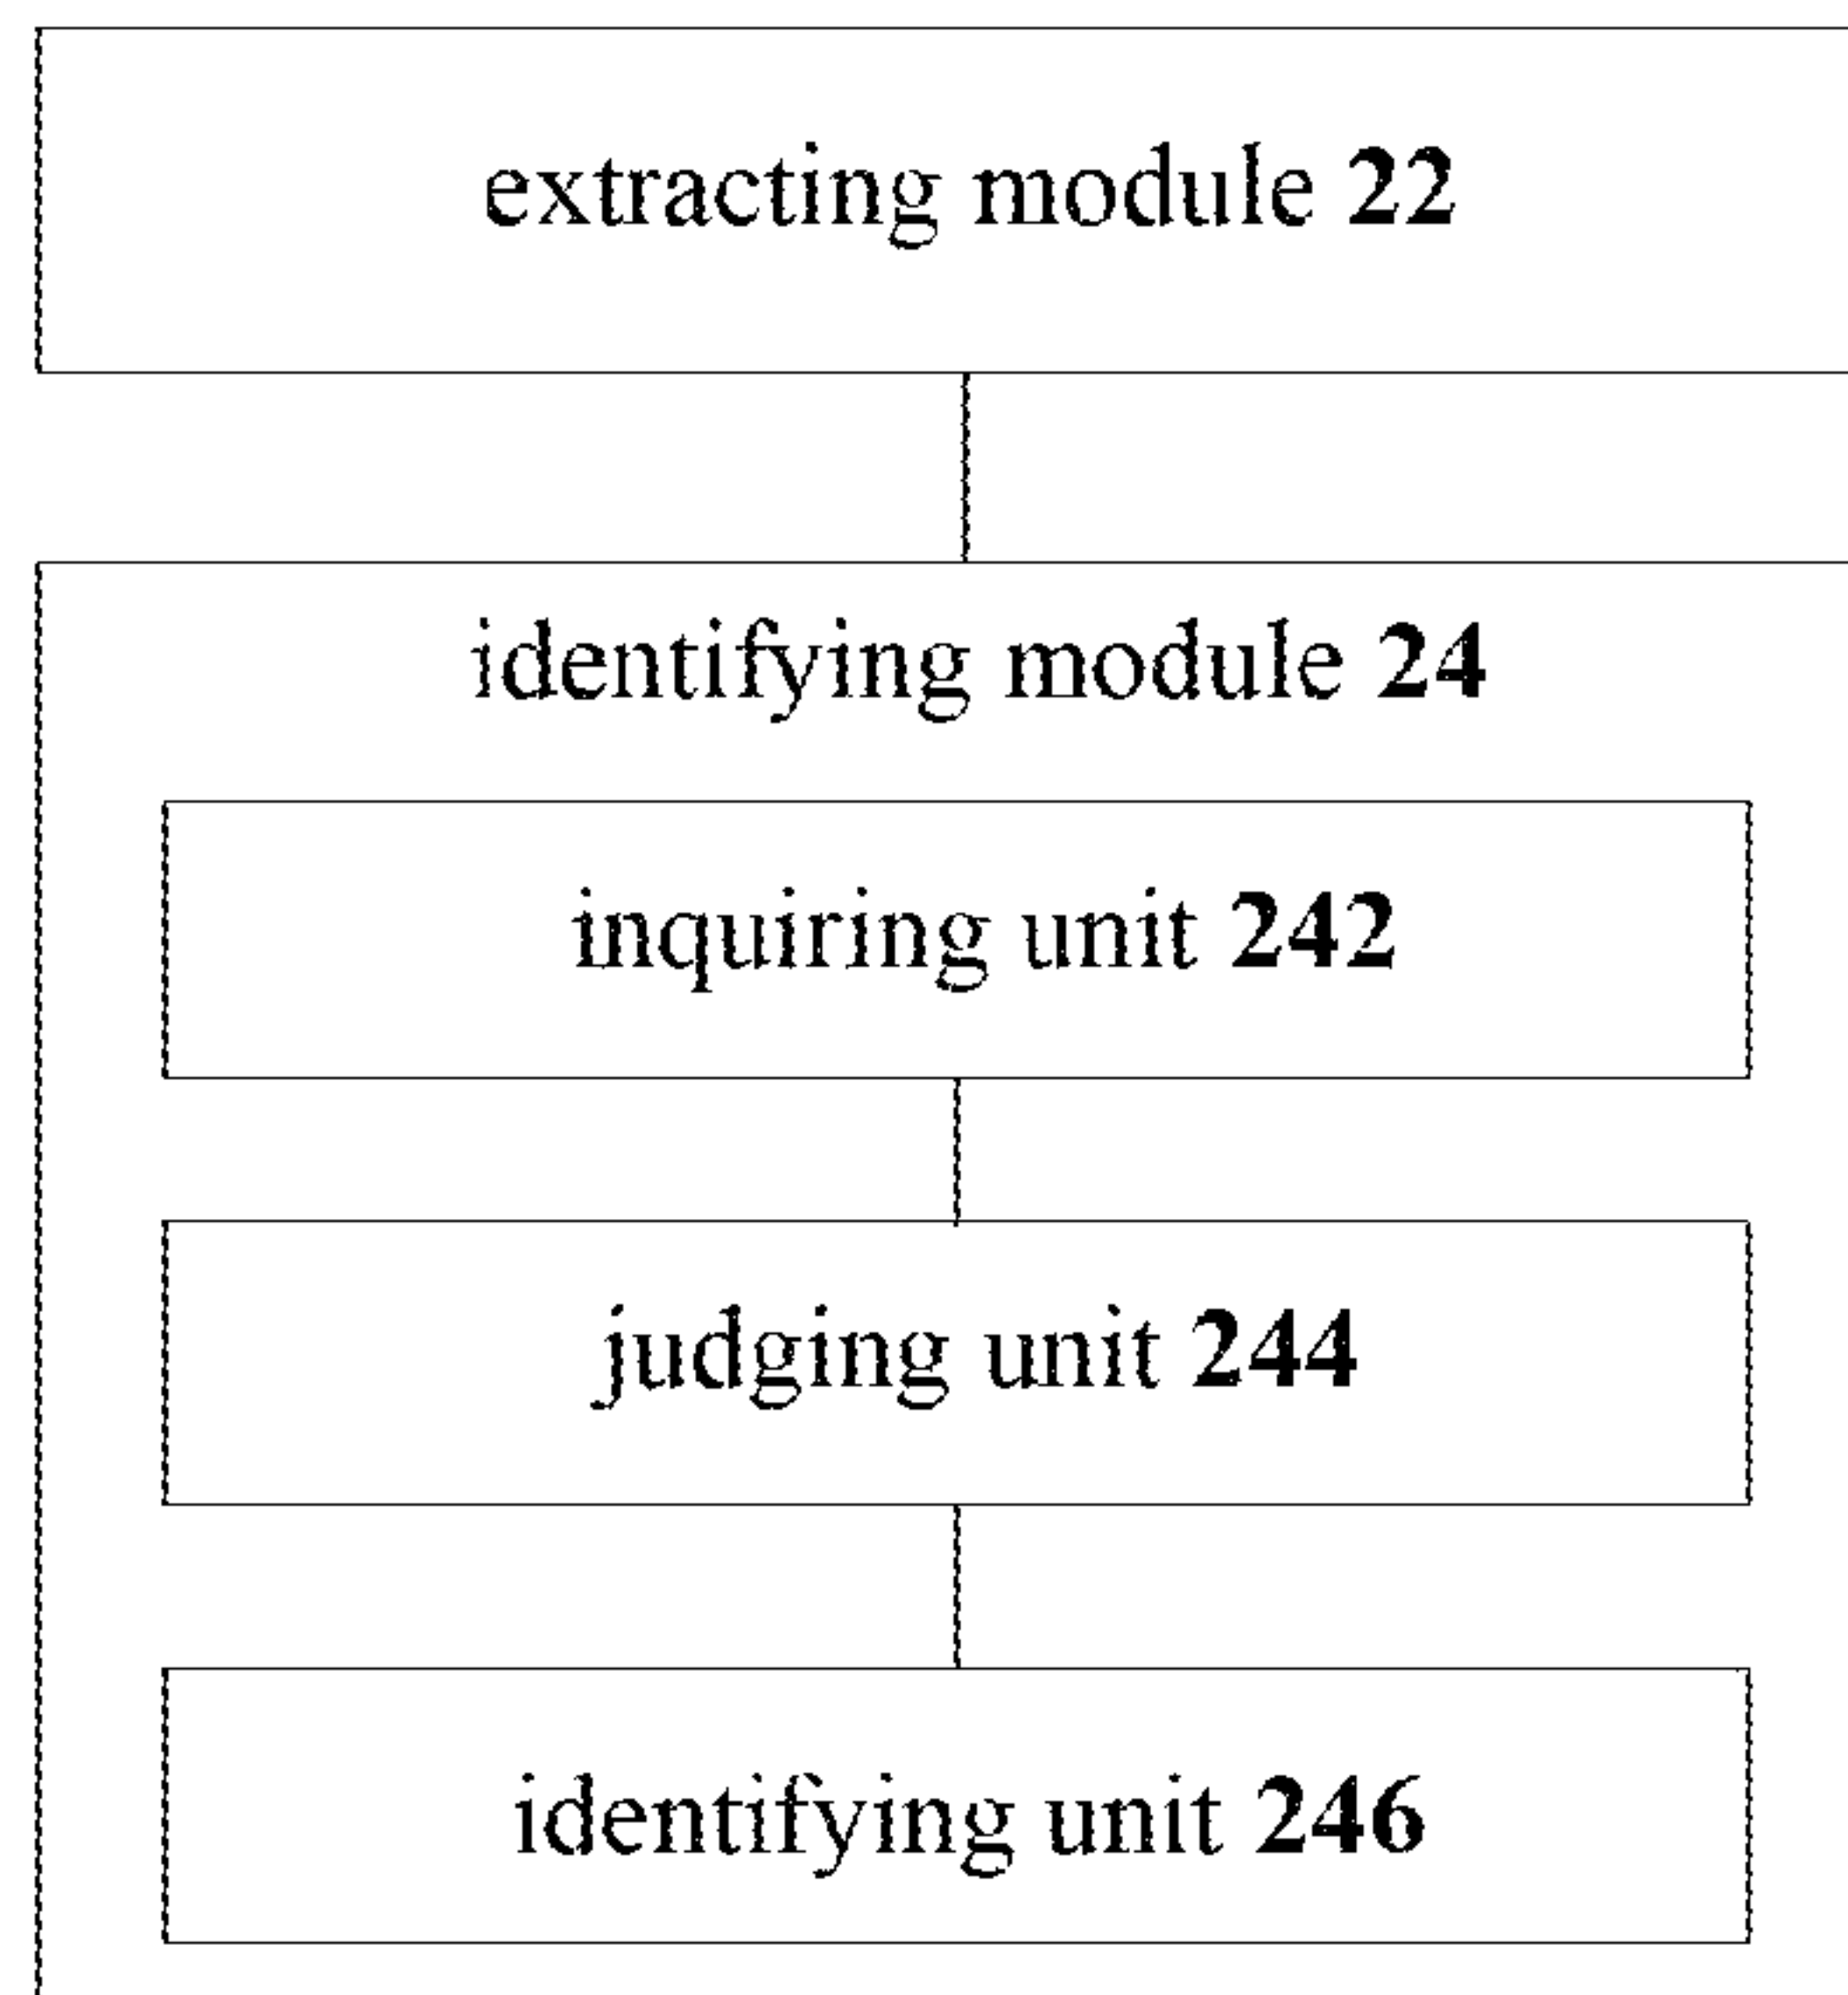 extracting module 22
identifying module 24
inquiring unit 242
judging unit 244
identifying unit 246